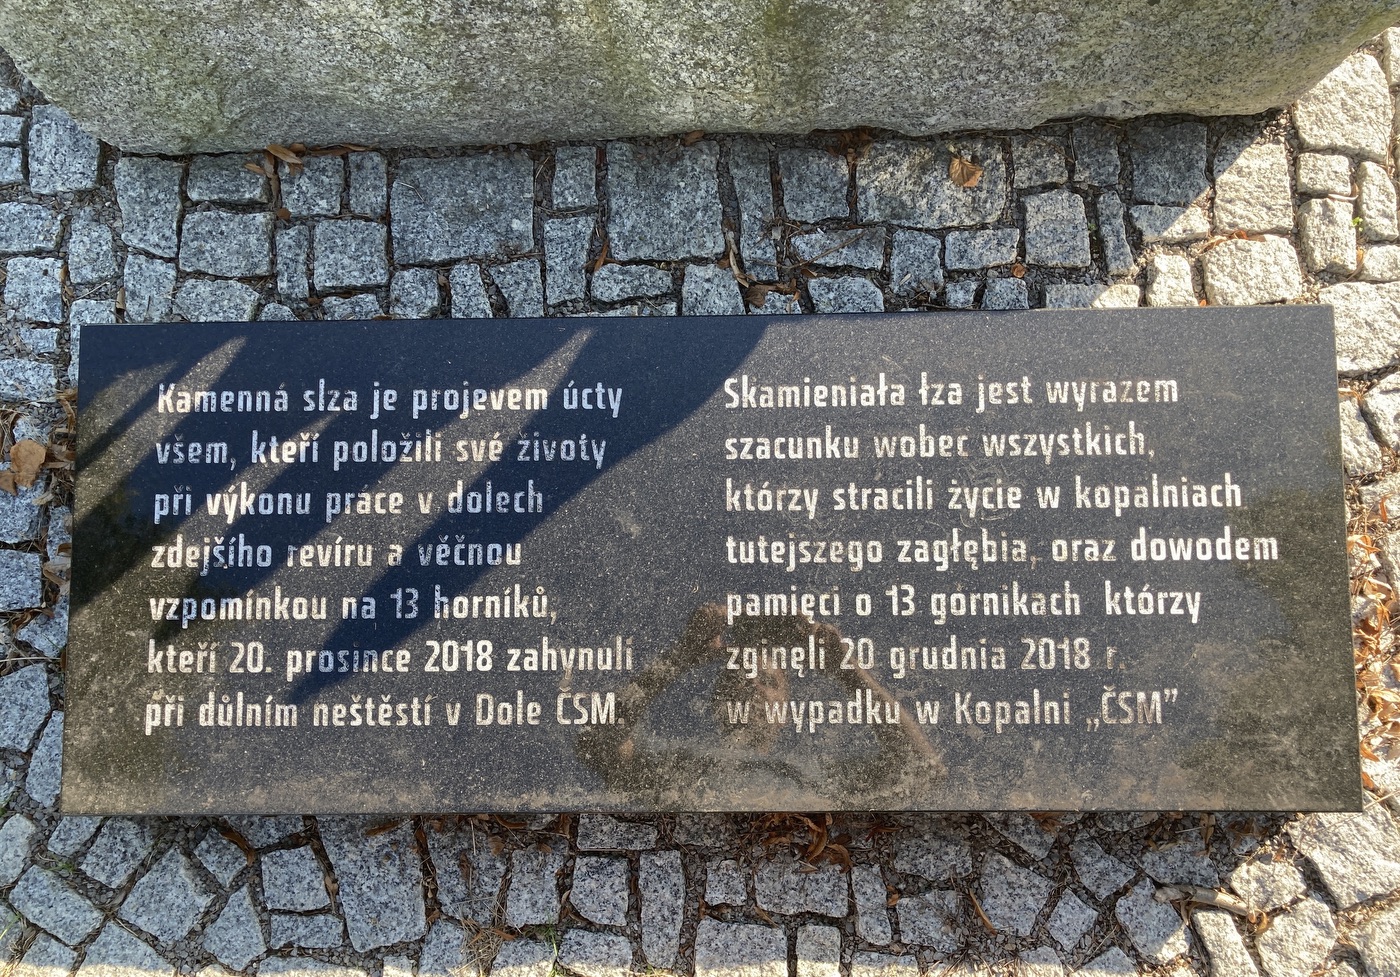 Kamenná slza je projevem úcty
všem, kteří položili své životy
při výkonu práce v dolech
zdejšího revíru a věčnou
vzpomínkou na 13 horníků,
kteří 20. prosince 2018 zahynuli
při důlním neštěstí v Dole ČSM.
Skamieniała łza jest wyrazem
szacunku wobec wszystkich,
którzy stracili życie w kopalniach
tutejszego zagłębia, oraz dowodem
pamięci o 13 górnikach którzy
zginęli 20 grudnia 2018 r.
w wypadku w Kopalni „ČSM”